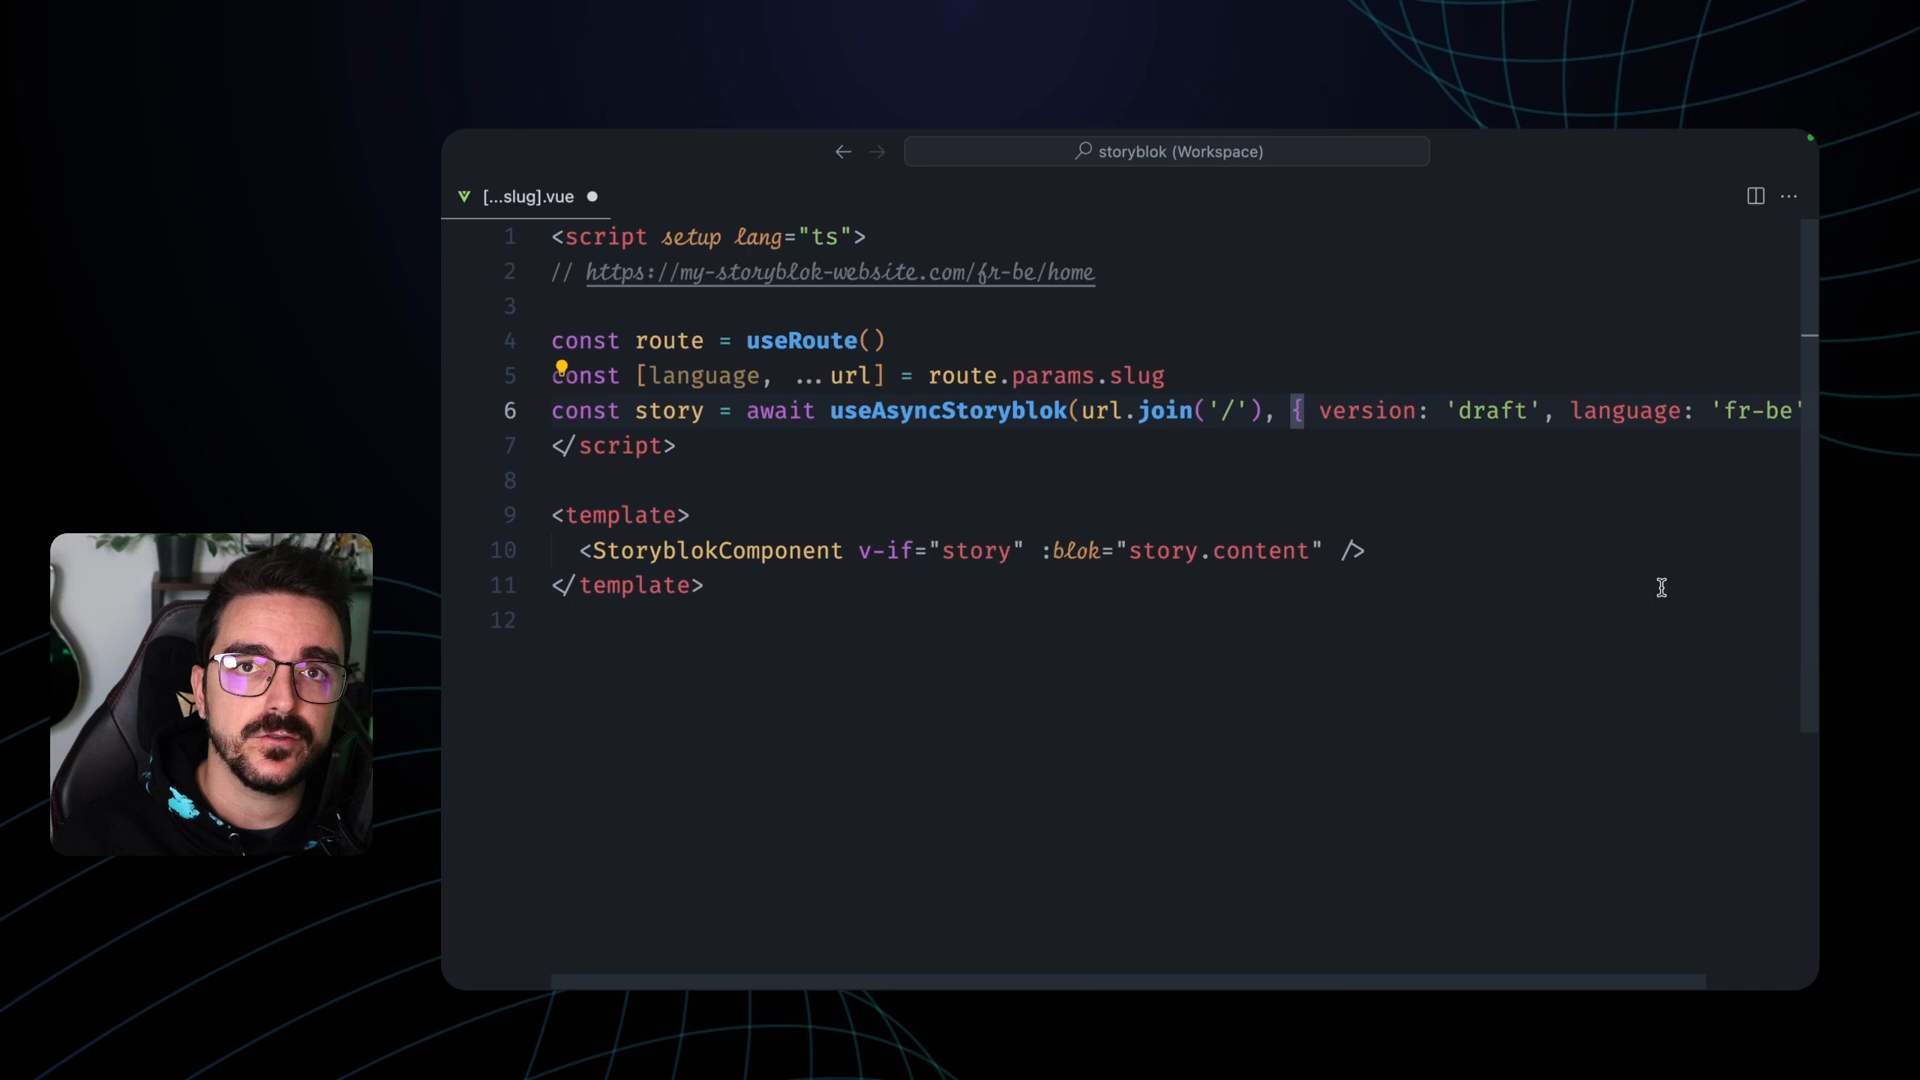 storyblok (Workspace)
[...slug].vue
1 <script setup lang="ts">
2 // https://my-storyblok-website.com/fr-be/home
3
4 const route = useRoute()
5 const [language, ...url] = route.params.slug
6 const story = await useAsyncStoryblok(url.join('/'), { version: 'draft', language: 'fr-be'
7 </script>
8
9 <template>
10 <StoryblokComponent v-if="story" :blok="story.content" />
11 </template>
12